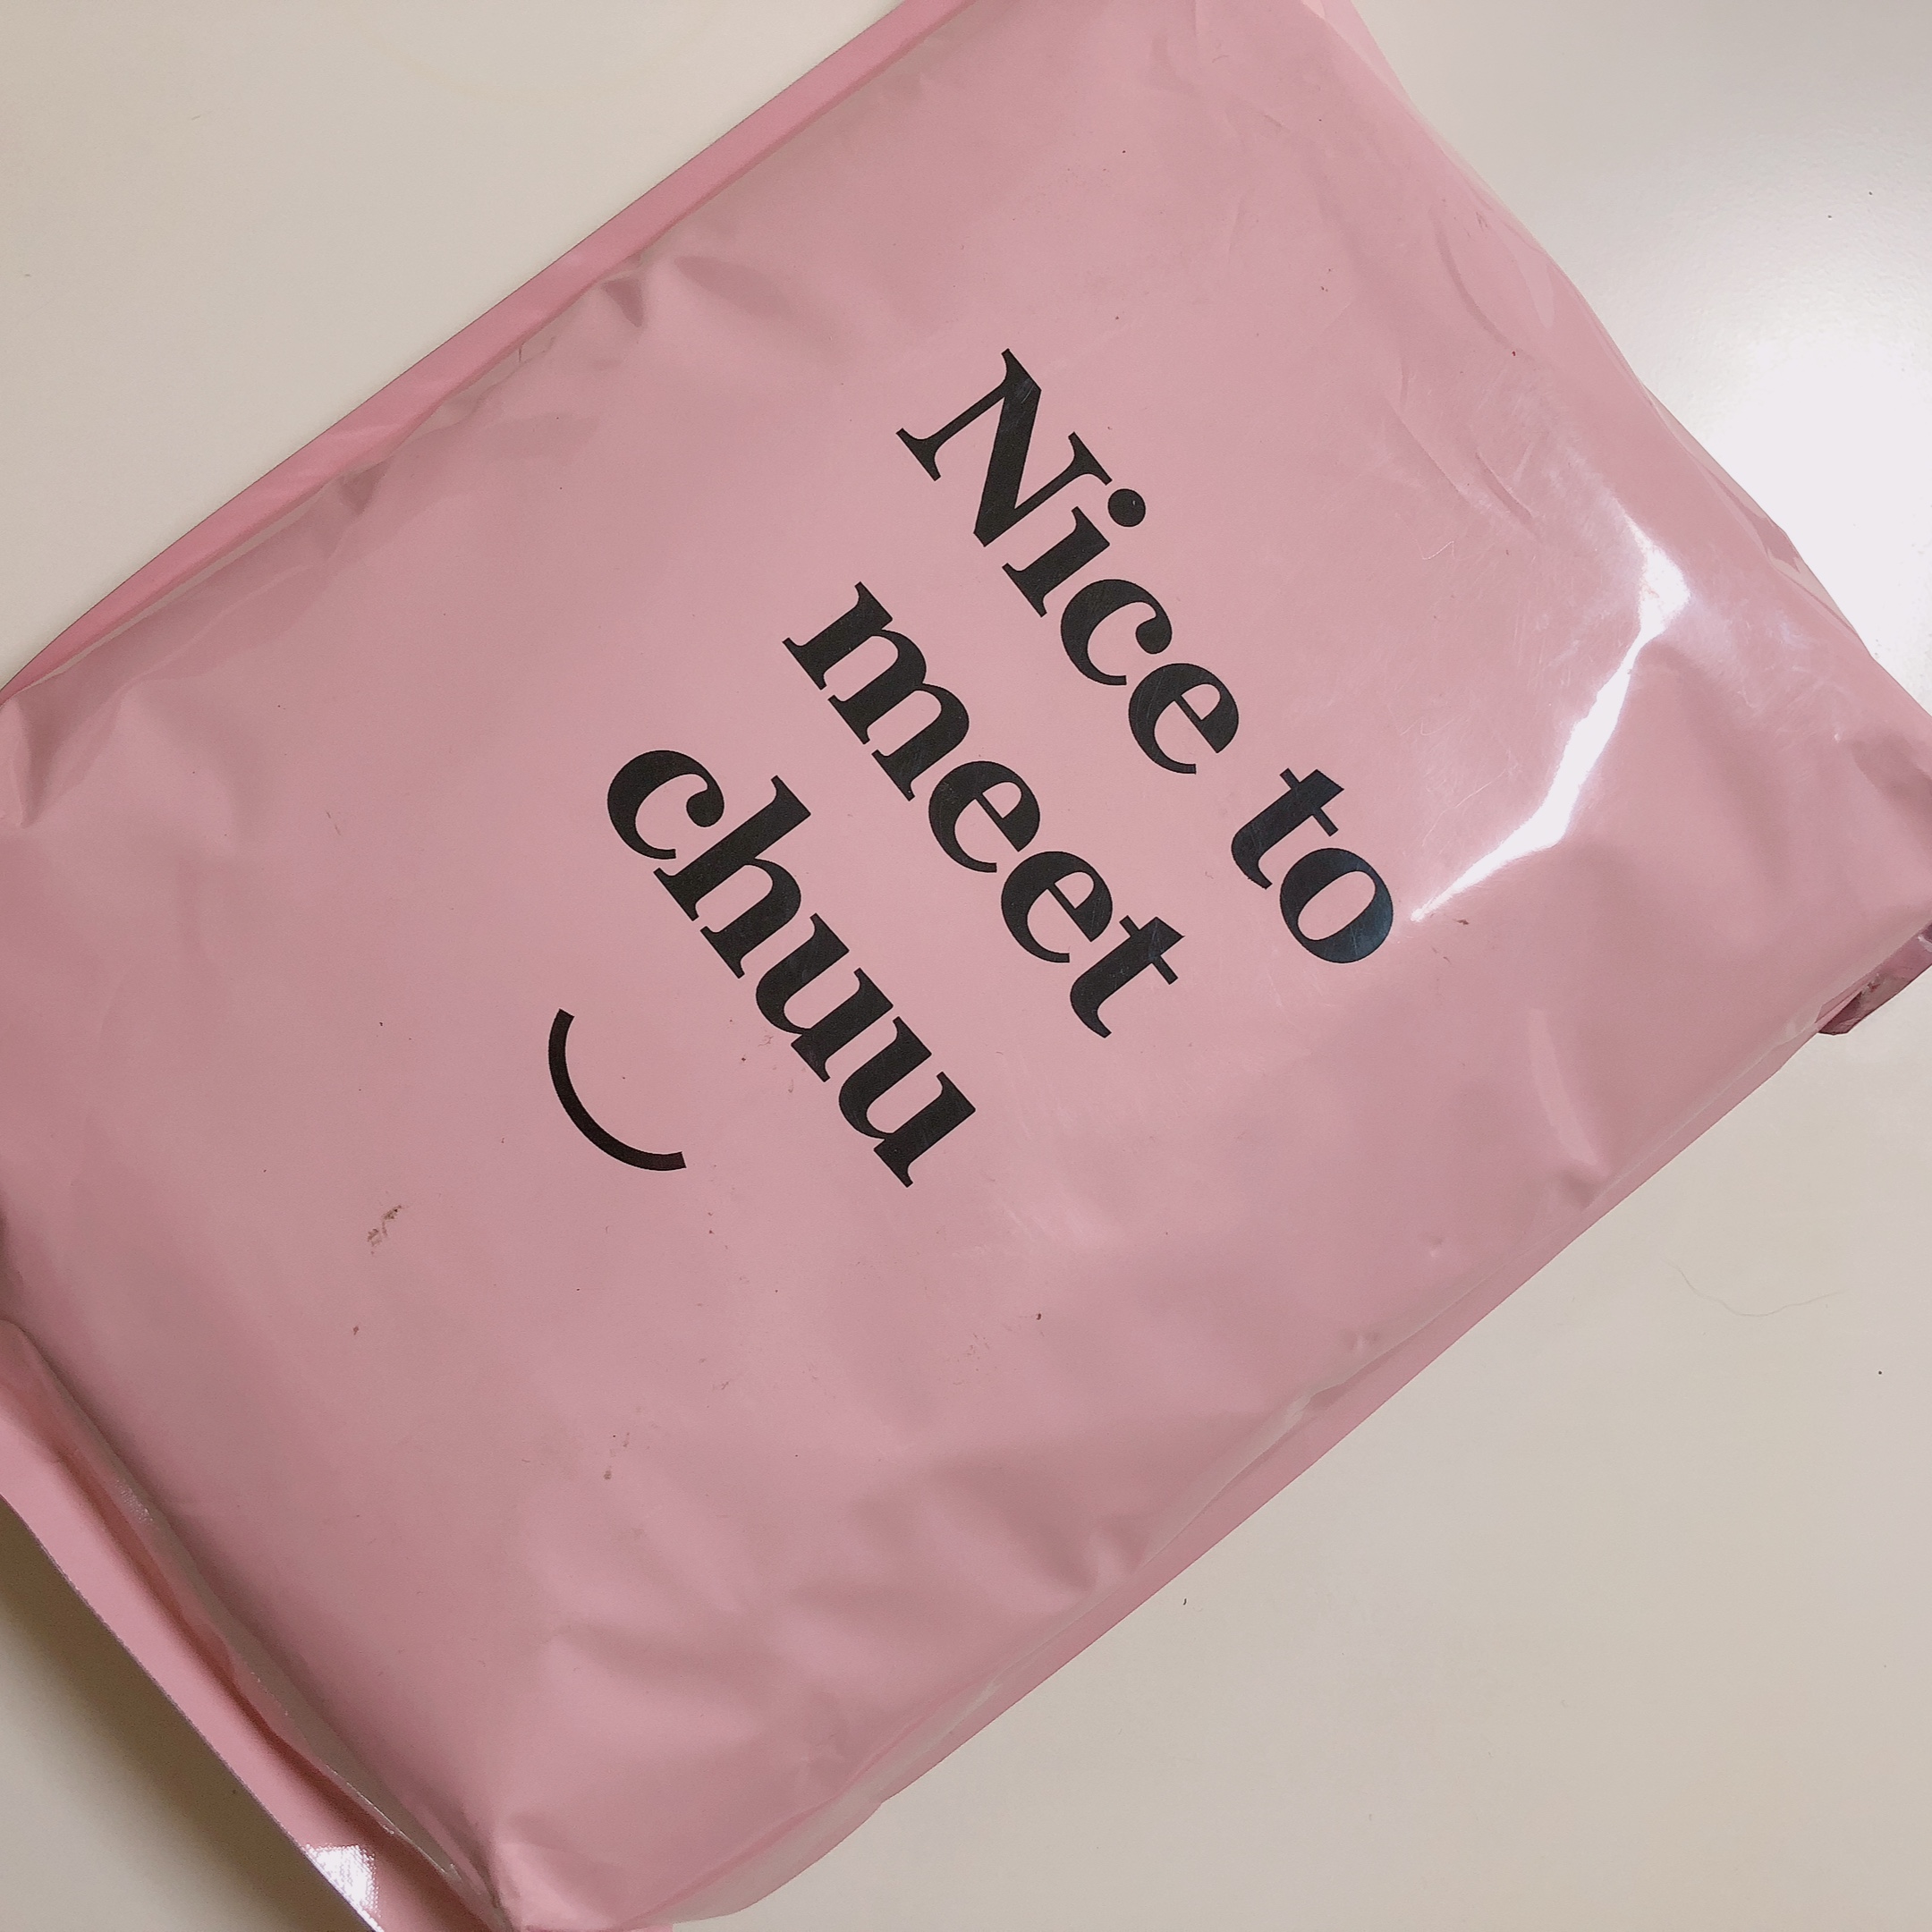 Nice to
meet
chuu